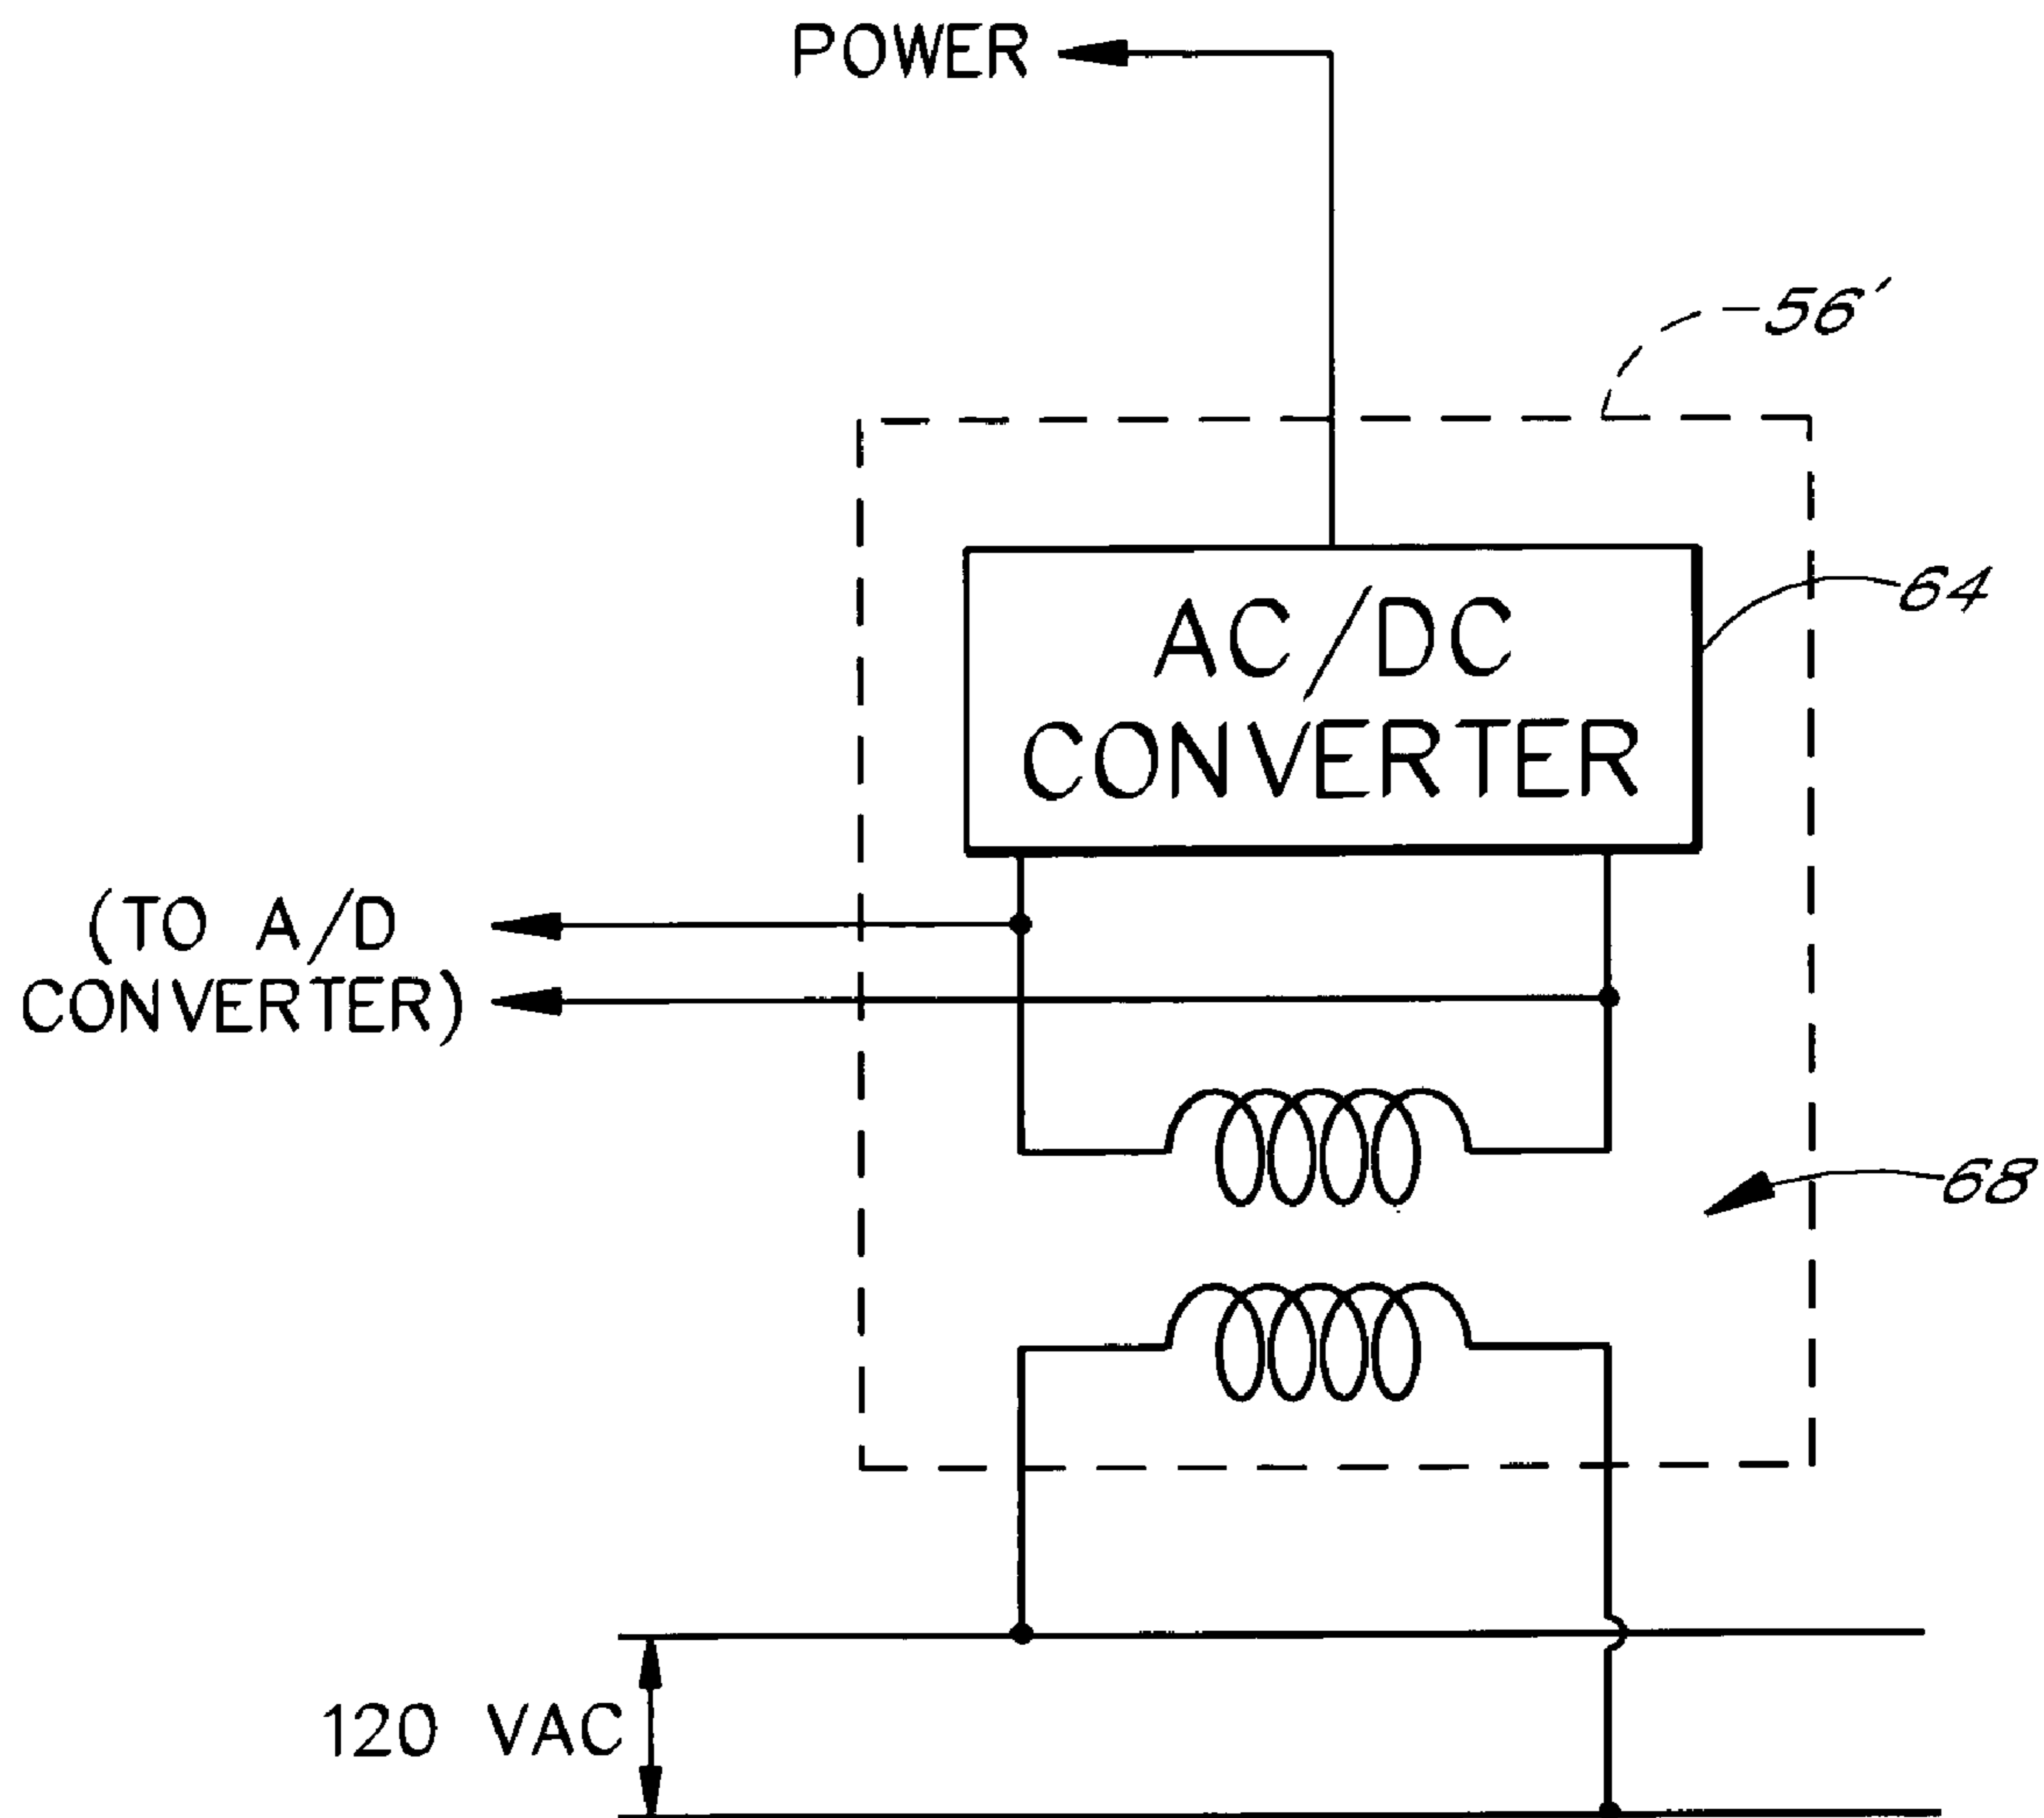 POWER
56'
AC/DC
CONVERTER
64
(TO A/D
CONVERTER)
68
120 VAC